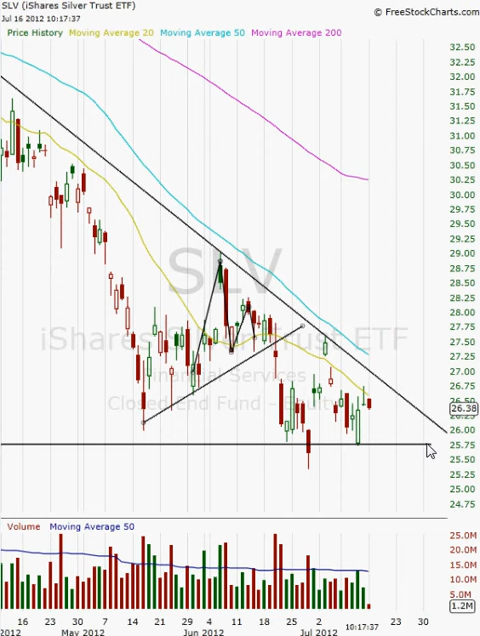 SLV (iShares Silver Trust ETF)
Jul 16 2012 10:17:37
© FreeStockCharts.com
Price History Moving Average 20 Moving Average 50 Moving Average 200
32.50
32.25
32.00
31.75
31.50
31.25
31.00
30.75
30.50
30.25
30.00
29.75
29.50
29.25
29.00
28.75
28.50
28.25
28.00
27.75
27.50
27.25
27.00
26.75
26.50
26.38
26.25
26.00
25.75
25.50
25.25
25.00
24.75
SLV
iShares Silver Trust ETF
Financial Services
Closed-End Fund - Equity
Volume Moving Average 50
25.0M
20.0M
15.0M
10.0M
5.0M
1.2M
16 23 7 14 21 29 4 11 18 25 2 10:17:37 23 30
2012 May 2012 Jun 2012 Jul 2012